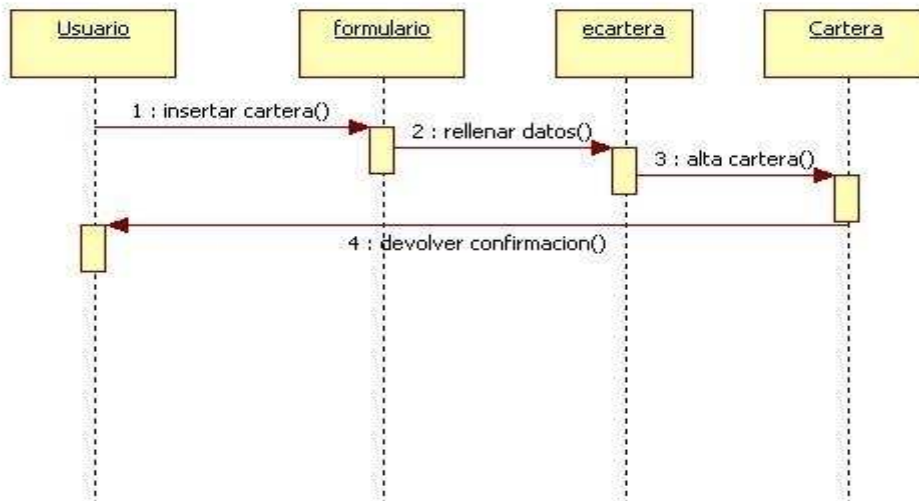 Usuario
formulario
ecartera
Cartera
1 : insertar cartera()
2 : rellenar datos()
3 : alta cartera()
4 : devolver confirmacion()